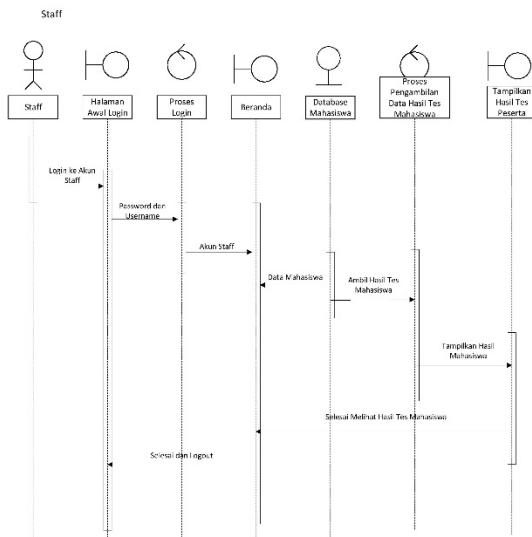 Staff
Staff
Halaman
Awal Login
Proses
Login
Beranda
Database
Mahasiswa
Proses
Pengambilan
Data Hasil Tes
Mahasiswa
Tampilkan
Hasil Tes
Peserta
Login ke Akun
Staff
Password dan
Username
Akun Staff
Data Mahasiswa
Ambil Hasil Tes
Mahasiswa
Tampilkan Hasil
Mahasiswa
Selesai Melihat Hasil Tes Mahasiswa
Selesai dan Logout